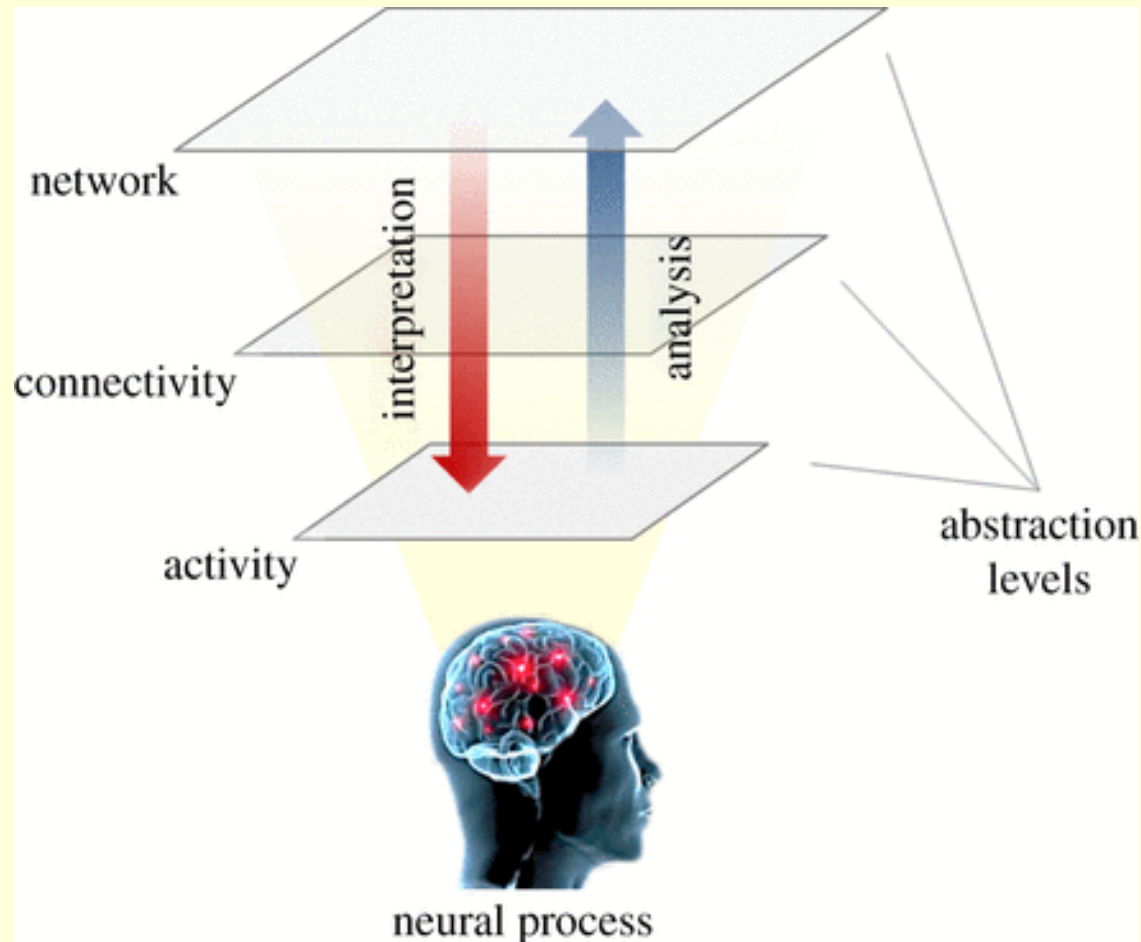 network
interpretation
analysis
connectivity
activity
abstraction
levels
neural process